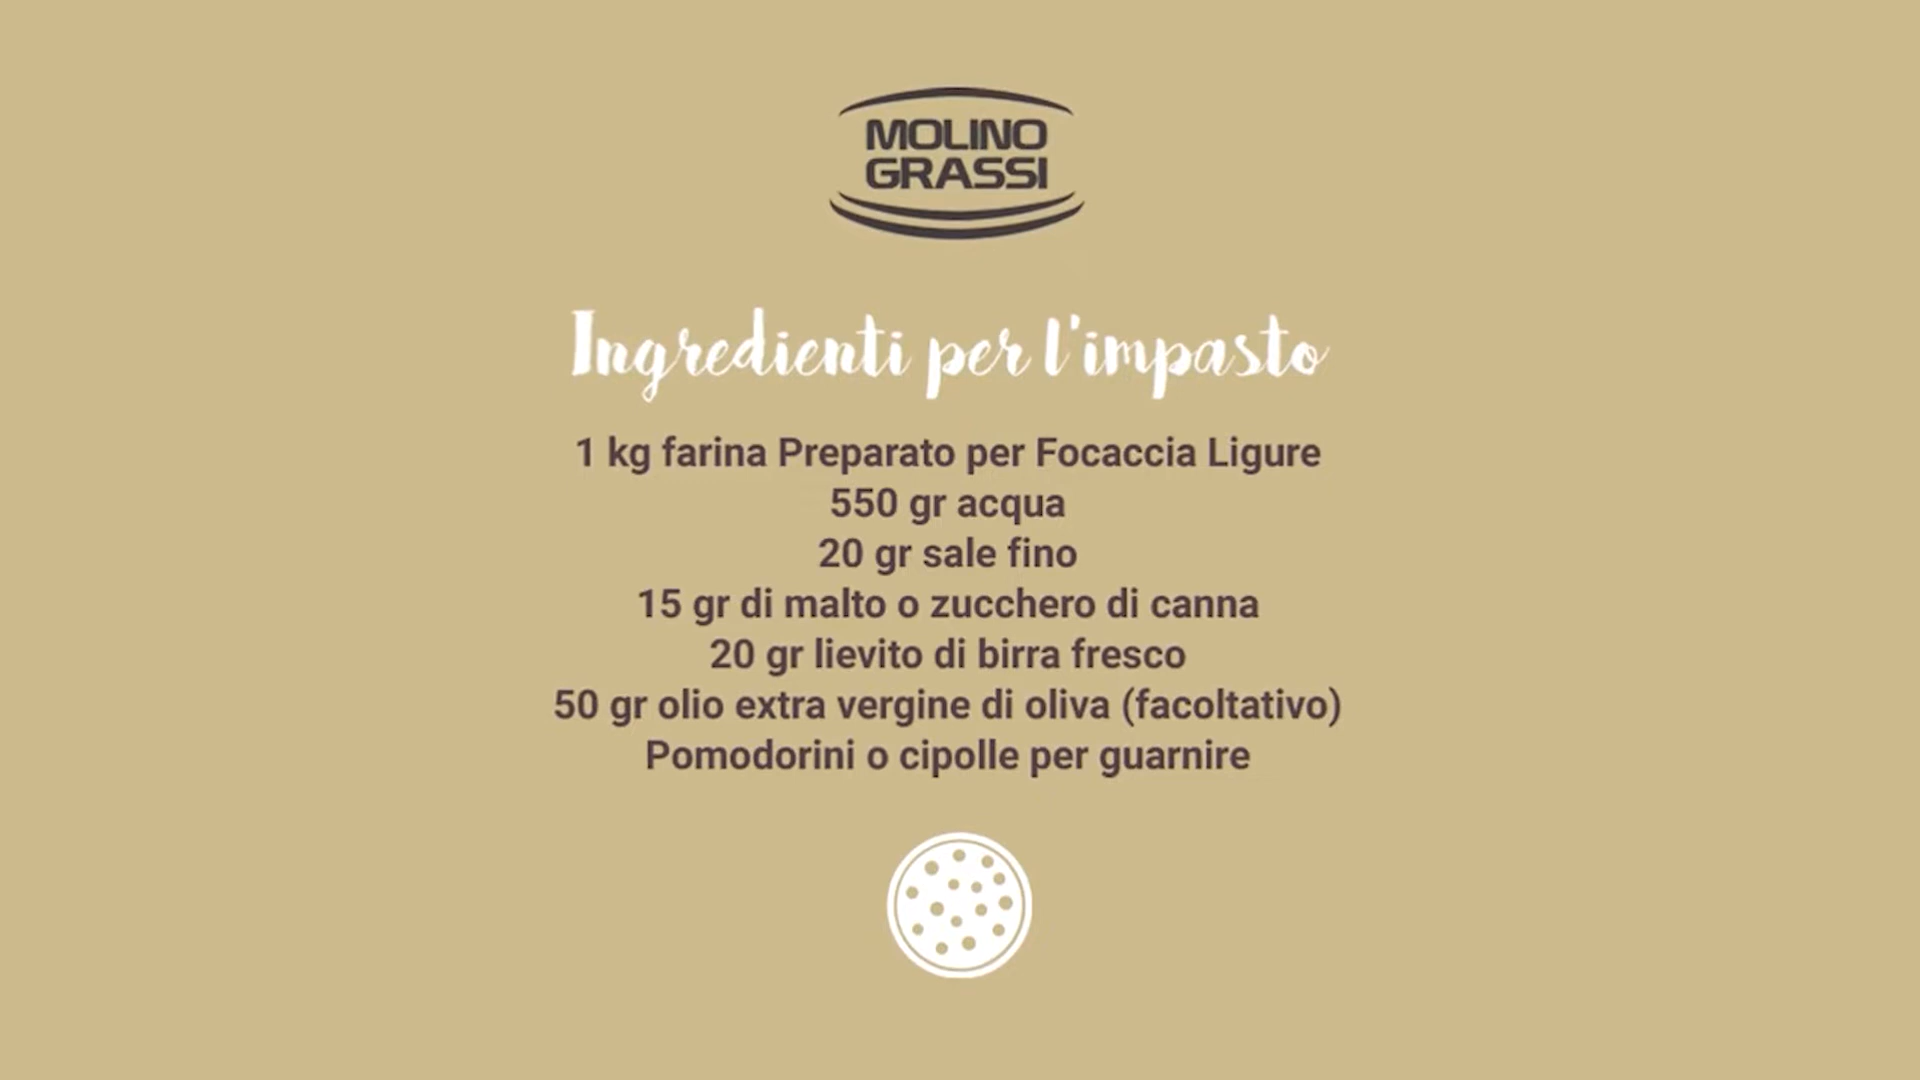 MOLINO
GRASSI
Ingredienti per l'impasto
1 kg farina Preparato per Focaccia Ligure
550 gr acqua
20 gr sale fino
15 gr di malto o zucchero di canna
20 gr lievito di birra fresco
50 gr olio extra vergine di oliva (facoltativo)
Pomodorini o cipolle per guarnire